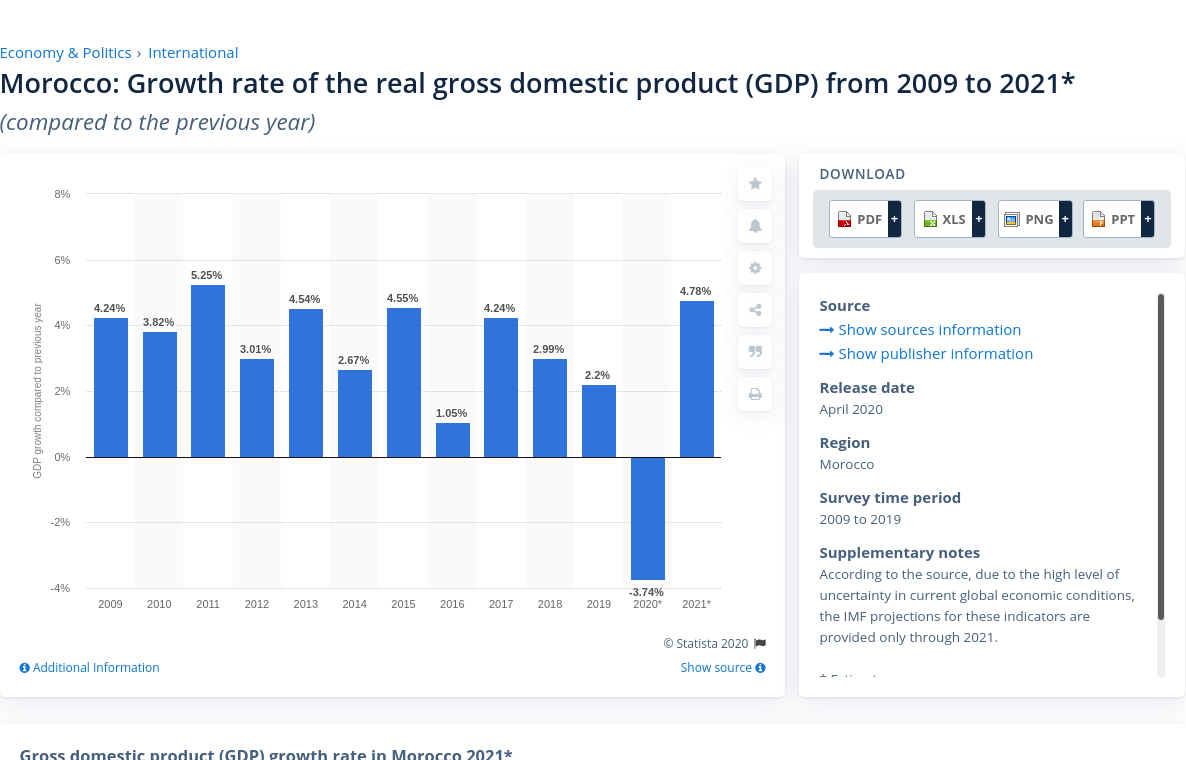 Economy & Politics › International
Morocco: Growth rate of the real gross domestic product (GDP) from 2009 to 2021*
(compared to the previous year)
GDP growth compared to previous year
8%
6%
4%
2%
0%
-2%
-4%
4.24%
3.82%
5.25%
3.01%
4.54%
2.67%
4.55%
1.05%
4.24%
2.99%
2.2%
-3.74%
4.78%
2009 2010 2011 2012 2013 2014 2015 2016 2017 2018 2019 2020* 2021*
© Statista 2020
Additional Information
Show source
DOWNLOAD
PDF + XLS + PNG + PPT +
Source
Show sources information
Show publisher information
Release date
April 2020
Region
Morocco
Survey time period
2009 to 2019
Supplementary notes
According to the source, due to the high level of
uncertainty in current global economic conditions,
the IMF projections for these indicators are
provided only through 2021.
Gross domestic product (GDP) growth rate in Morocco 2021*